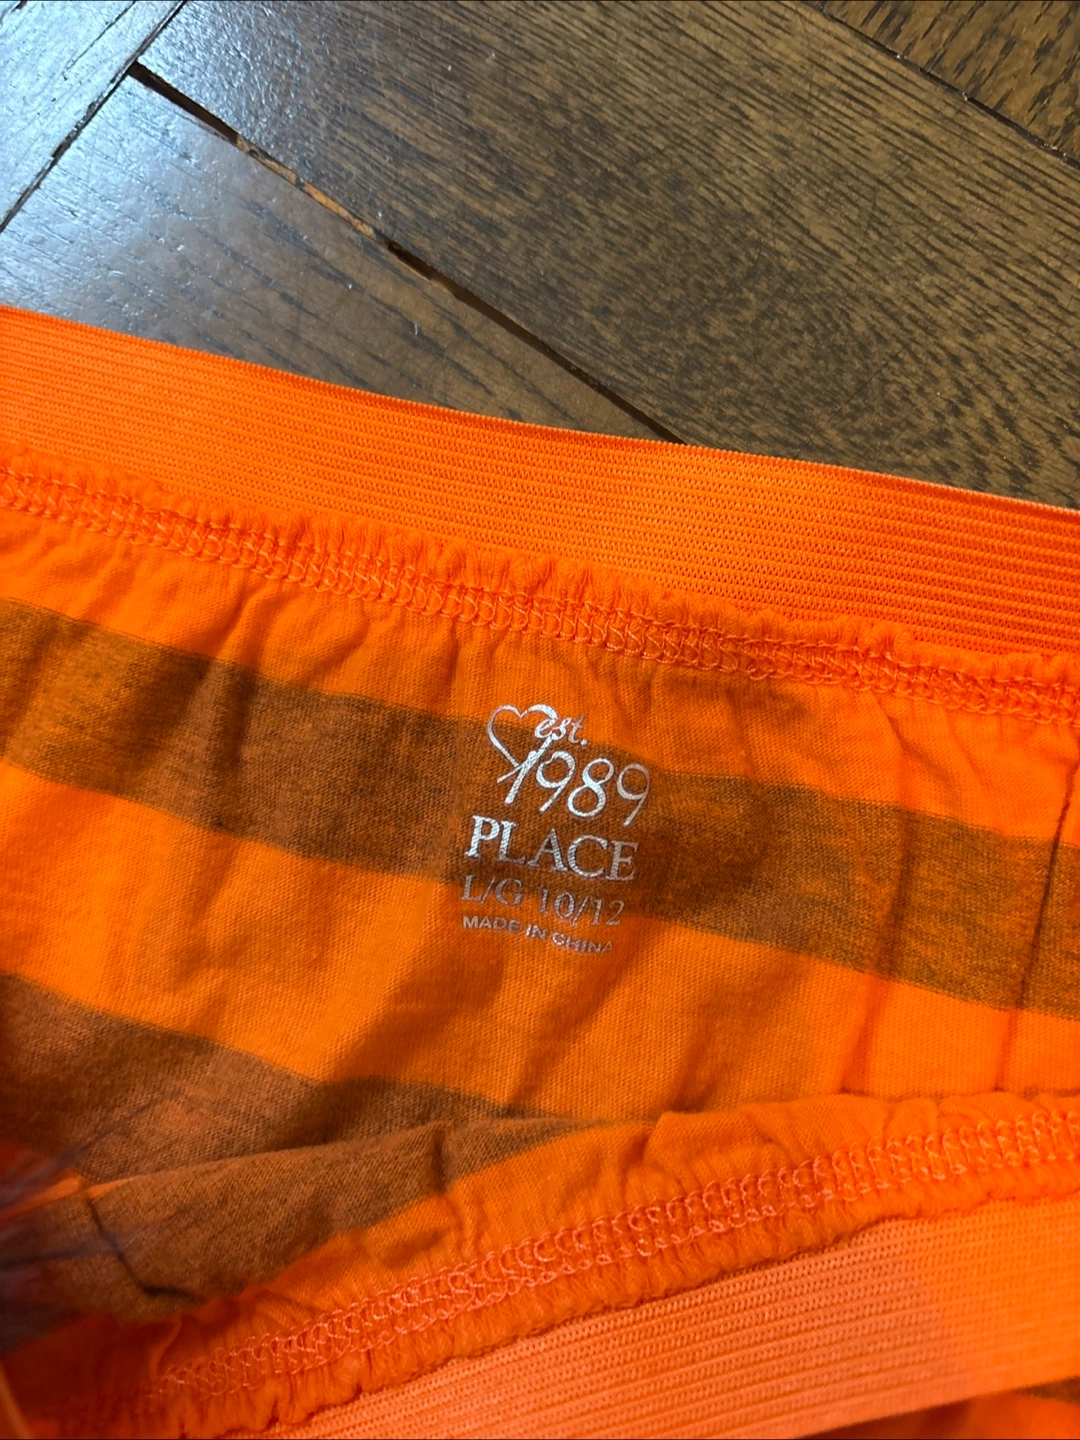 est.
1989
PLACE
L/G 10/12
MADE IN CHINA